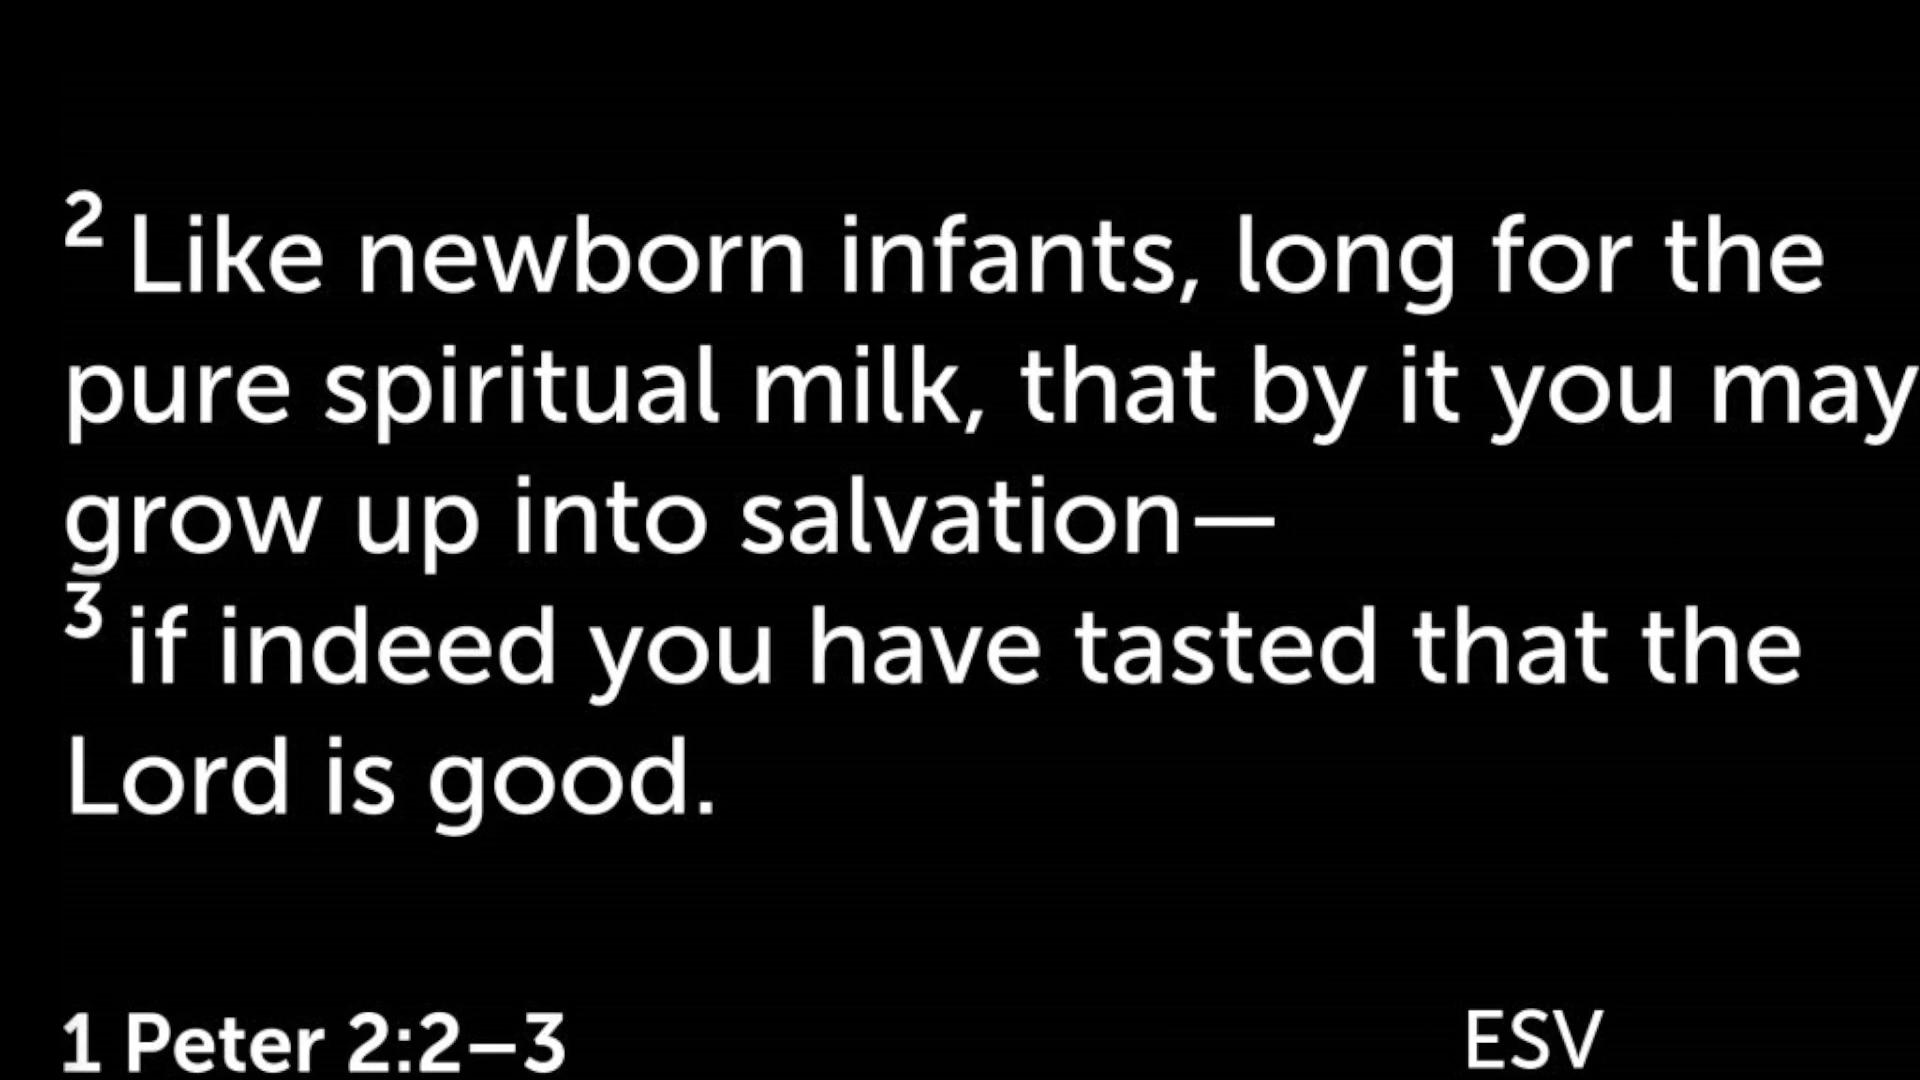 2 Like newborn infants, long for the
pure spiritual milk, that by it you may
grow up into salvation—
3 if indeed you have tasted that the
Lord is good.
1 Peter 2:2–3
ESV